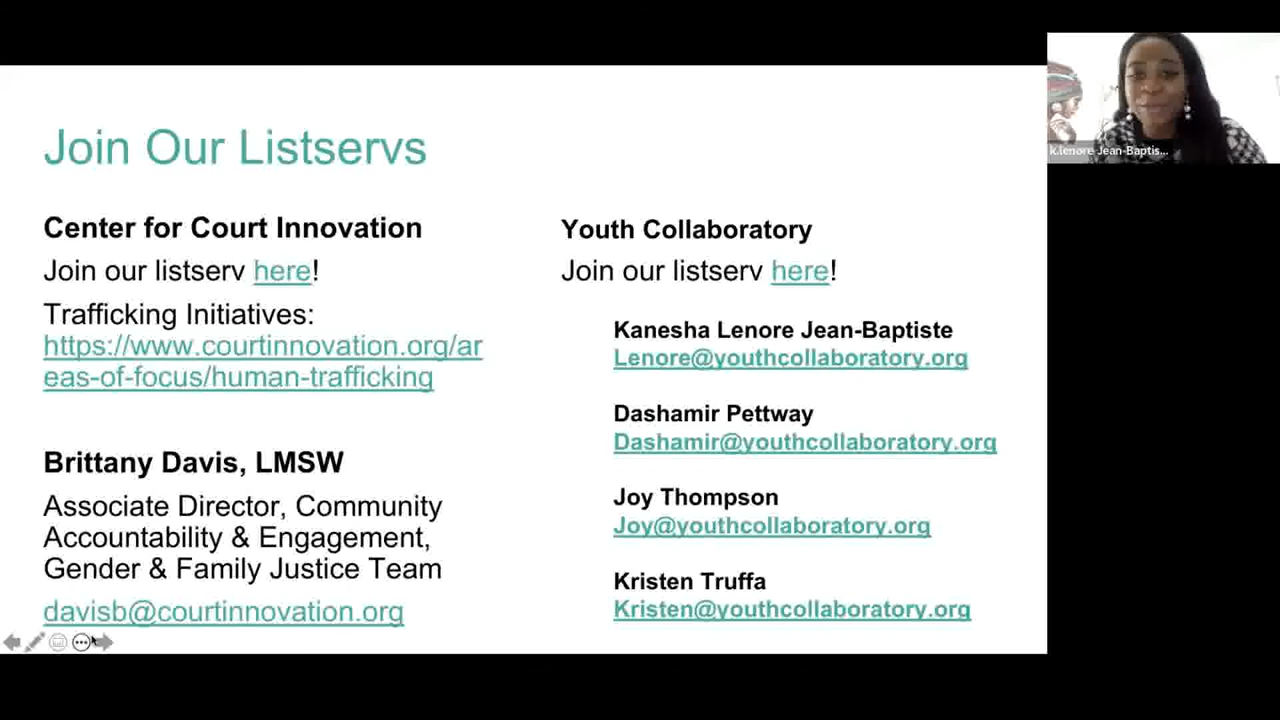 Join Our Listservs
Center for Court Innovation
Join our listserv here!
Trafficking Initiatives:
https://www.courtinnovation.org/ar
eas-of-focus/human-trafficking
Brittany Davis, LMSW
Associate Director, Community
Accountability & Engagement,
Gender & Family Justice Team
davisb@courtinnovation.org
Youth Collaboratory
Join our listserv here!
Kanesha Lenore Jean-Baptiste
Lenore@youthcollaboratory.org
Dashamir Pettway
Dashamir@youthcollaboratory.org
Joy Thompson
Joy@youthcollaboratory.org
Kristen Truffa
Kristen@youthcollaboratory.org
k.lenore Jean-Baptis...